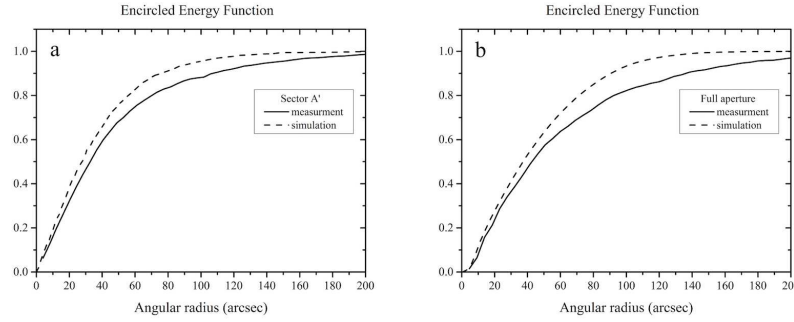 Encircled Energy Function
a
1.0
0.8
0.6
0.4
0.2
0.0
Sector A'
measurment
simulation
0 20 40 60 80 100 120 140 160 180 200
Angular radius (arcsec)
Encircled Energy Function
b
1.0
0.8
0.6
0.4
0.2
0.0
Full aperture
measurment
simulation
0 20 40 60 80 100 120 140 160 180 200
Angular radius (arcsec)